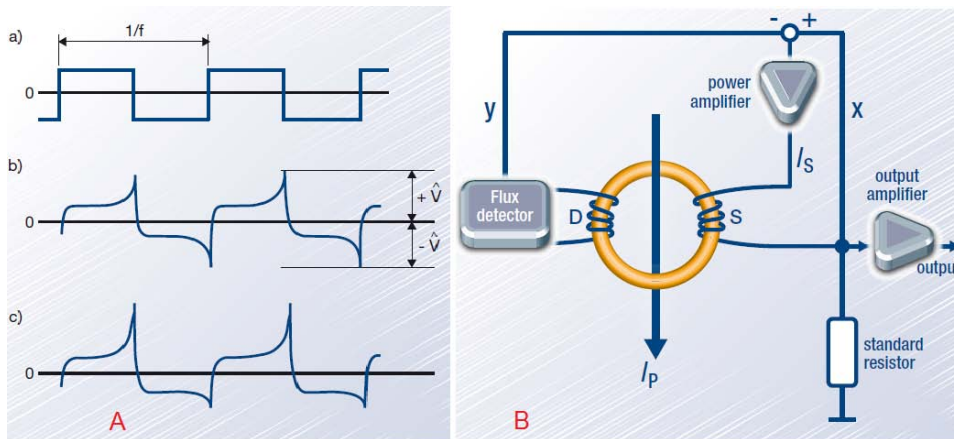 a)
1/f
0
b)
+ V̂
0
- V̂
c)
0
A
- +
power
amplifier
y
x
I_S
Flux
detector
D
S
output
amplifier
output
standard
resistor
I_P
B